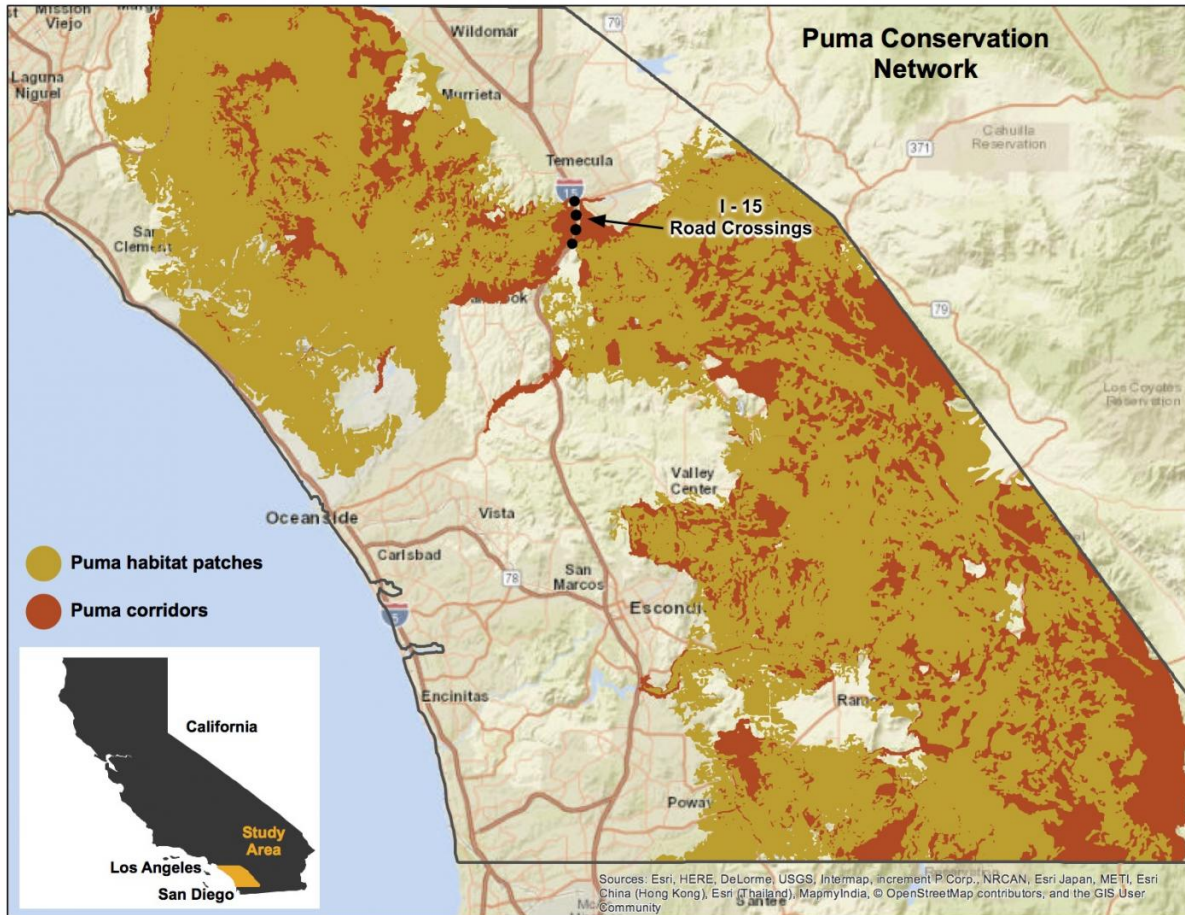 Puma Conservation
Network
Mission
Viejo
Laguna
Niguel
Wildomar
79
Murrieta
Temecula
15
I - 15
Road Crossings
371
Cahuilla
Reservation
San
Clement
79
Los Coyotes
Reservation
Valley
Center
Oceanside
Vista
Carlsbad
78
San
Marcos
Escondi
5
Encinitas
Ramo
Poway
Puma habitat patches
Puma corridors
California
Study
Area
Los Angeles
San Diego
Sources: Esri, HERE, DeLorme, USGS, Intermap, increment P Corp., NRCAN, Esri Japan, METI, Esri
China (Hong Kong), Esri (Thailand), MapmyIndia, © OpenStreetMap contributors, and the GIS User
Community
Santee